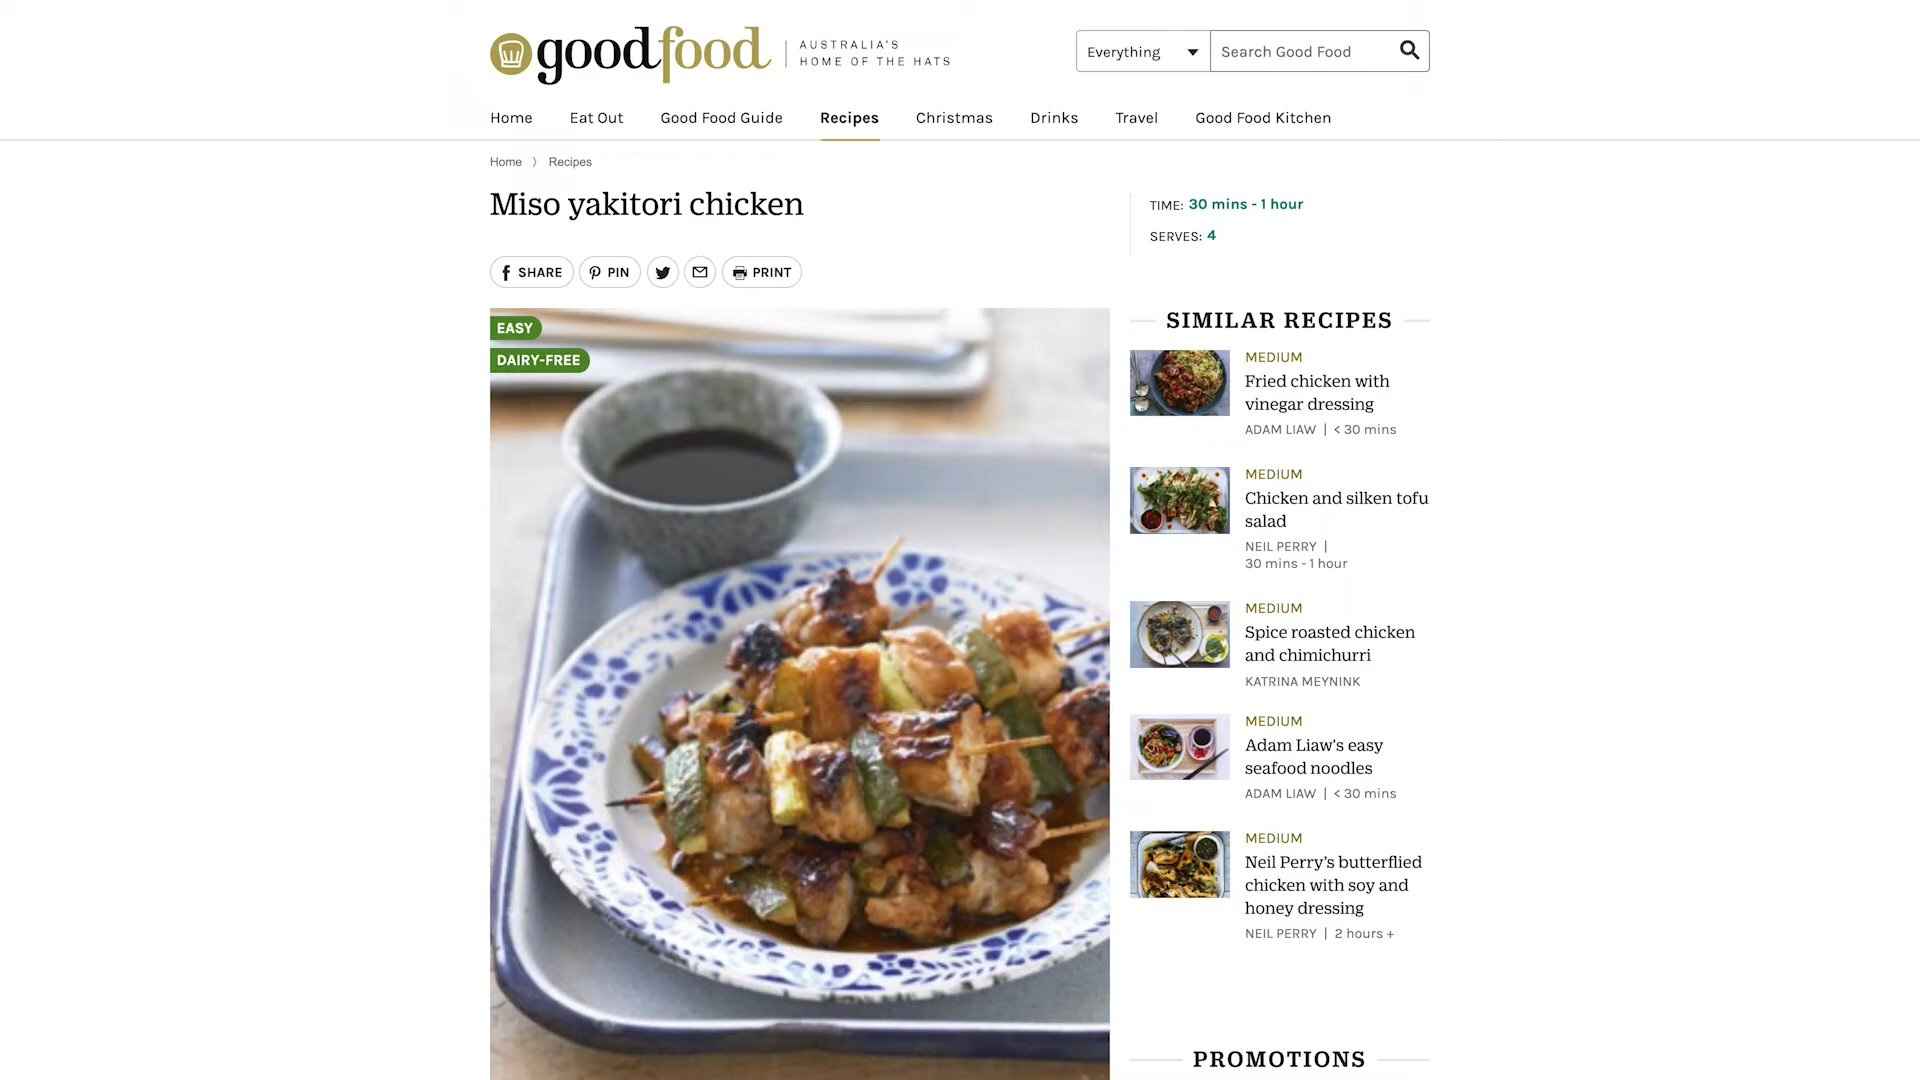 goodfood
AUSTRALIA'S
HOME OF THE HATS
Everything
Search Good Food
Home
Eat Out
Good Food Guide
Recipes
Christmas
Drinks
Travel
Good Food Kitchen
Home 〉 Recipes
Miso yakitori chicken
TIME: 30 mins - 1 hour
SERVES: 4
SHARE
PIN
PRINT
EASY
DAIRY-FREE
SIMILAR RECIPES
MEDIUM
Fried chicken with
vinegar dressing
ADAM LIAW | < 30 mins
MEDIUM
Chicken and silken tofu
salad
NEIL PERRY |
30 mins - 1 hour
MEDIUM
Spice roasted chicken
and chimichurri
KATRINA MEYNINK
MEDIUM
Adam Liaw's easy
seafood noodles
ADAM LIAW | < 30 mins
MEDIUM
Neil Perry's butterflied
chicken with soy and
honey dressing
NEIL PERRY | 2 hours +
PROMOTIONS